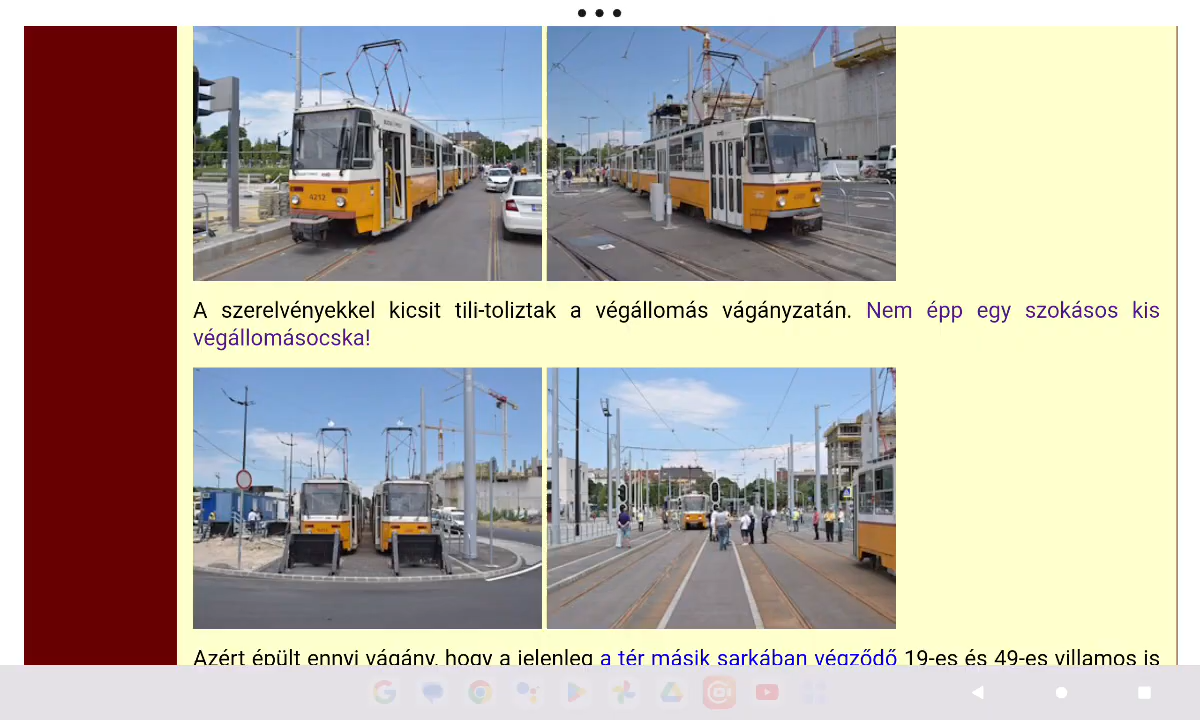 4212
A szerelvényekkel kicsit tili-toliztak a végállomás vágányzatán. Nem épp egy szokásos kis
végállomásocska!
Azért épült ennyi vágány, hogy a jelenleg a tér másik sarkában végződő 19-es és 49-es villamos is